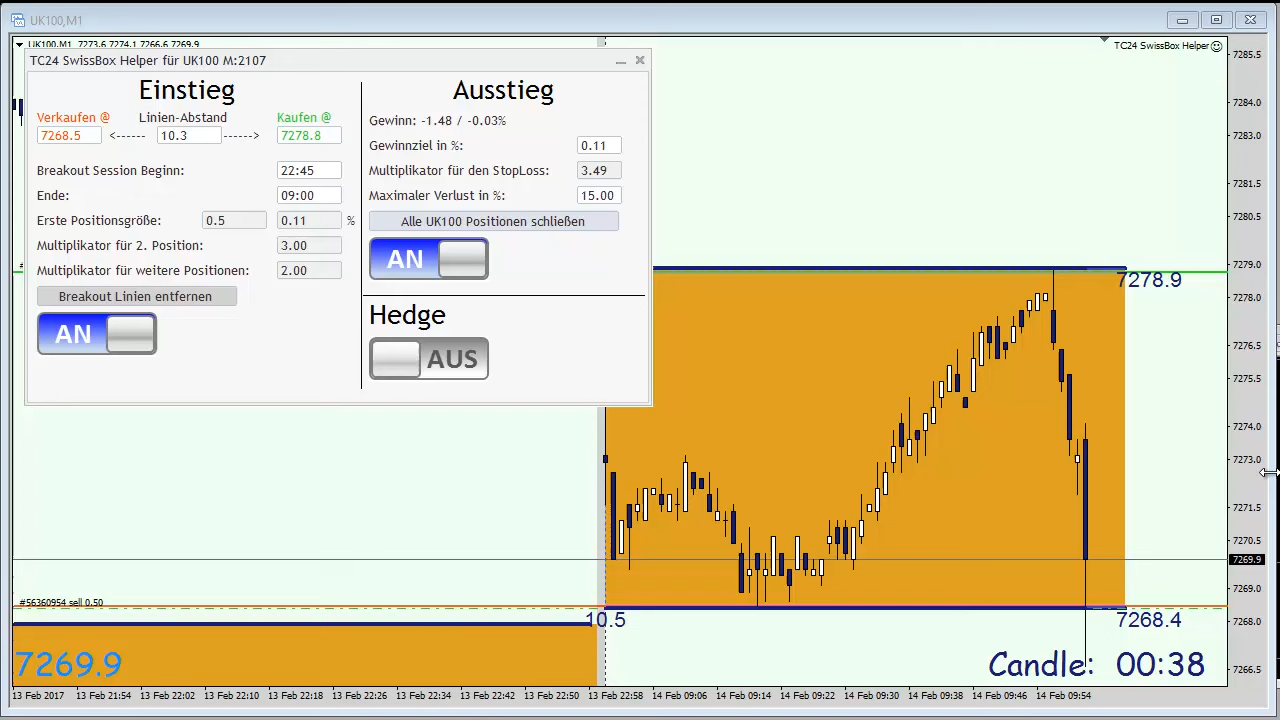 UK100,M1
UK100,M1 7273.6 7274.1 7266.6 7269.9
TC24 SwissBox Helper
TC24 SwissBox Helper für UK100 M:2107
Einstieg
Verkaufen @ Linien-Abstand Kaufen @
7268.5 <------ 10.3 -----> 7278.8
Breakout Session Beginn: 22:45
Ende: 09:00
Erste Positionsgröße: 0.5 0.11 %
Multiplikator für 2. Position: 3.00
Multiplikator für weitere Positionen: 2.00
Breakout Linien entfernen
AN
Ausstieg
Gewinn: -1.48 / -0.03%
Gewinnziel in %: 0.11
Multiplikator für den StopLoss: 3.49
Maximaler Verlust in %: 15.00
Alle UK100 Positionen schließen
AN
Hedge
AUS
7278.9
#56360954 sell 0.50
10.5
7268.4
7269.9
Candle: 00:38
7285.5
7284.0
7283.0
7281.5
7280.5
7279.0
7278.0
7276.5
7275.5
7274.0
7273.0
7271.5
7270.5
7269.9
7269.0
7268.0
7266.5
13 Feb 2017 13 Feb 21:54 13 Feb 22:02 13 Feb 22:10 13 Feb 22:18 13 Feb 22:26 13 Feb 22:34 13 Feb 22:42 13 Feb 22:50 13 Feb 22:58 14 Feb 09:06 14 Feb 09:14 14 Feb 09:22 14 Feb 09:30 14 Feb 09:38 14 Feb 09:46 14 Feb 09:54